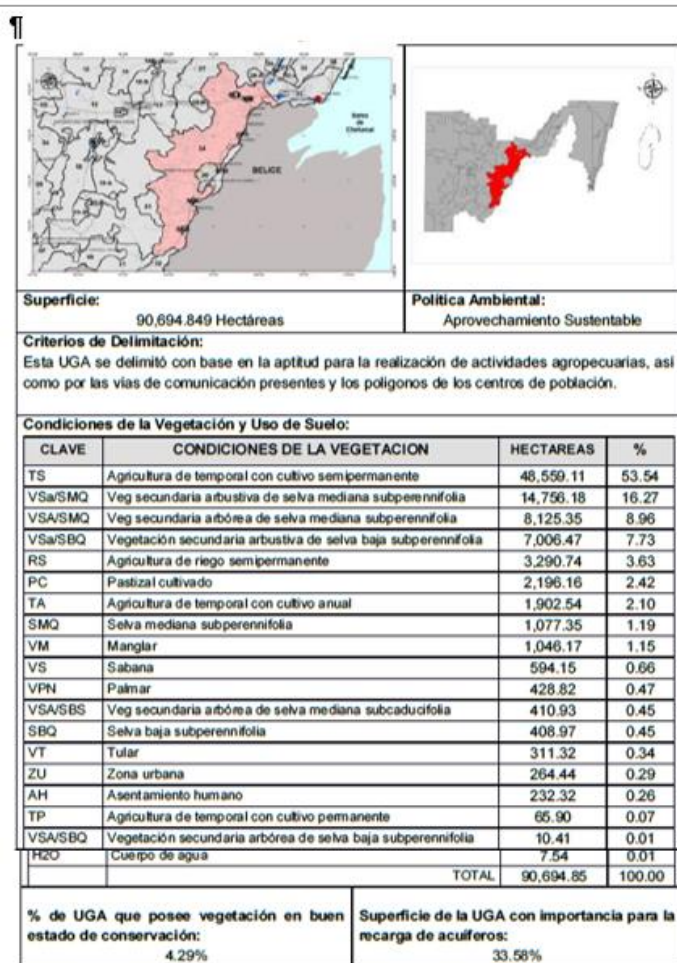 ¶
BELICE
Bahía de Chetumal
Superficie:
90,694.849 Hectáreas
Política Ambiental:
Aprovechamiento Sustentable
Criterios de Delimitación:
Esta UGA se delimitó con base en la aptitud para la realización de actividades agropecuarias, así
como por las vías de comunicación presentes y los polígonos de los centros de población.
Condiciones de la Vegetación y Uso de Suelo:
CLAVE CONDICIONES DE LA VEGETACION HECTAREAS %
TS Agricultura de temporal con cultivo semipermanente 48,559.11 53.54
VSa/SMQ Veg secundaria arbustiva de selva mediana subperennifolia 14,756.18 16.27
VSA/SMQ Veg secundaria arbórea de selva mediana subperennifolia 8,125.35 8.96
VSa/SBQ Vegetación secundaria arbustiva de selva baja subperennifolia 7,006.47 7.73
RS Agricultura de riego semipermanente 3,290.74 3.63
PC Pastizal cultivado 2,196.16 2.42
TA Agricultura de temporal con cultivo anual 1,902.54 2.10
SMQ Selva mediana subperennifolia 1,077.35 1.19
VM Manglar 1,046.17 1.15
VS Sabana 594.15 0.66
VPN Palmar 428.82 0.47
VSA/SBS Veg secundaria arbórea de selva mediana subcaducifolia 410.93 0.45
SBQ Selva baja subperennifolia 408.97 0.45
VT Tular 311.32 0.34
ZU Zona urbana 264.44 0.29
AH Asentamiento humano 232.32 0.26
TP Agricultura de temporal con cultivo permanente 65.90 0.07
VSA/SBQ Vegetación secundaria arbórea de selva baja subperennifolia 10.41 0.01
H2O Cuerpo de agua 7.54 0.01
TOTAL 90,694.85 100.00
% de UGA que posee vegetación en buen
estado de conservación:
4.29%
Superficie de la UGA con importancia para la
recarga de acuíferos:
33.58%